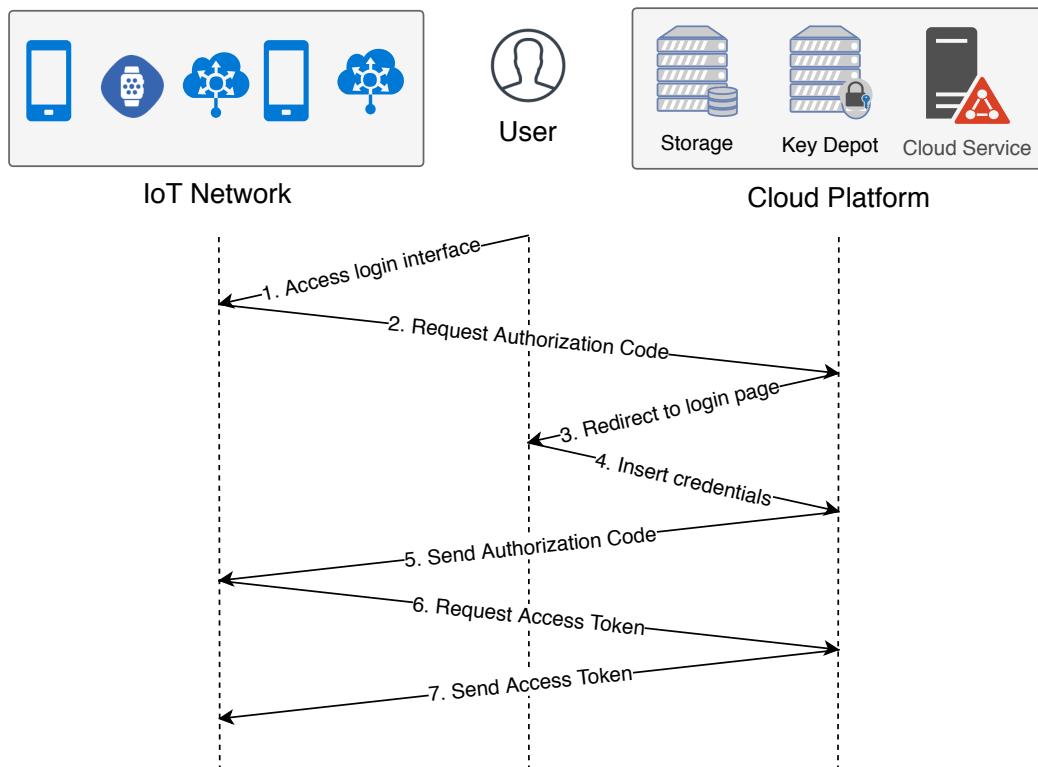 Storage
Key Depot
Cloud Service
User
IoT Network
Cloud Platform
1. Access login interface
2. Request Authorization Code
3. Redirect to login page
4. Insert credentials
5. Send Authorization Code
6. Request Access Token
7. Send Access Token